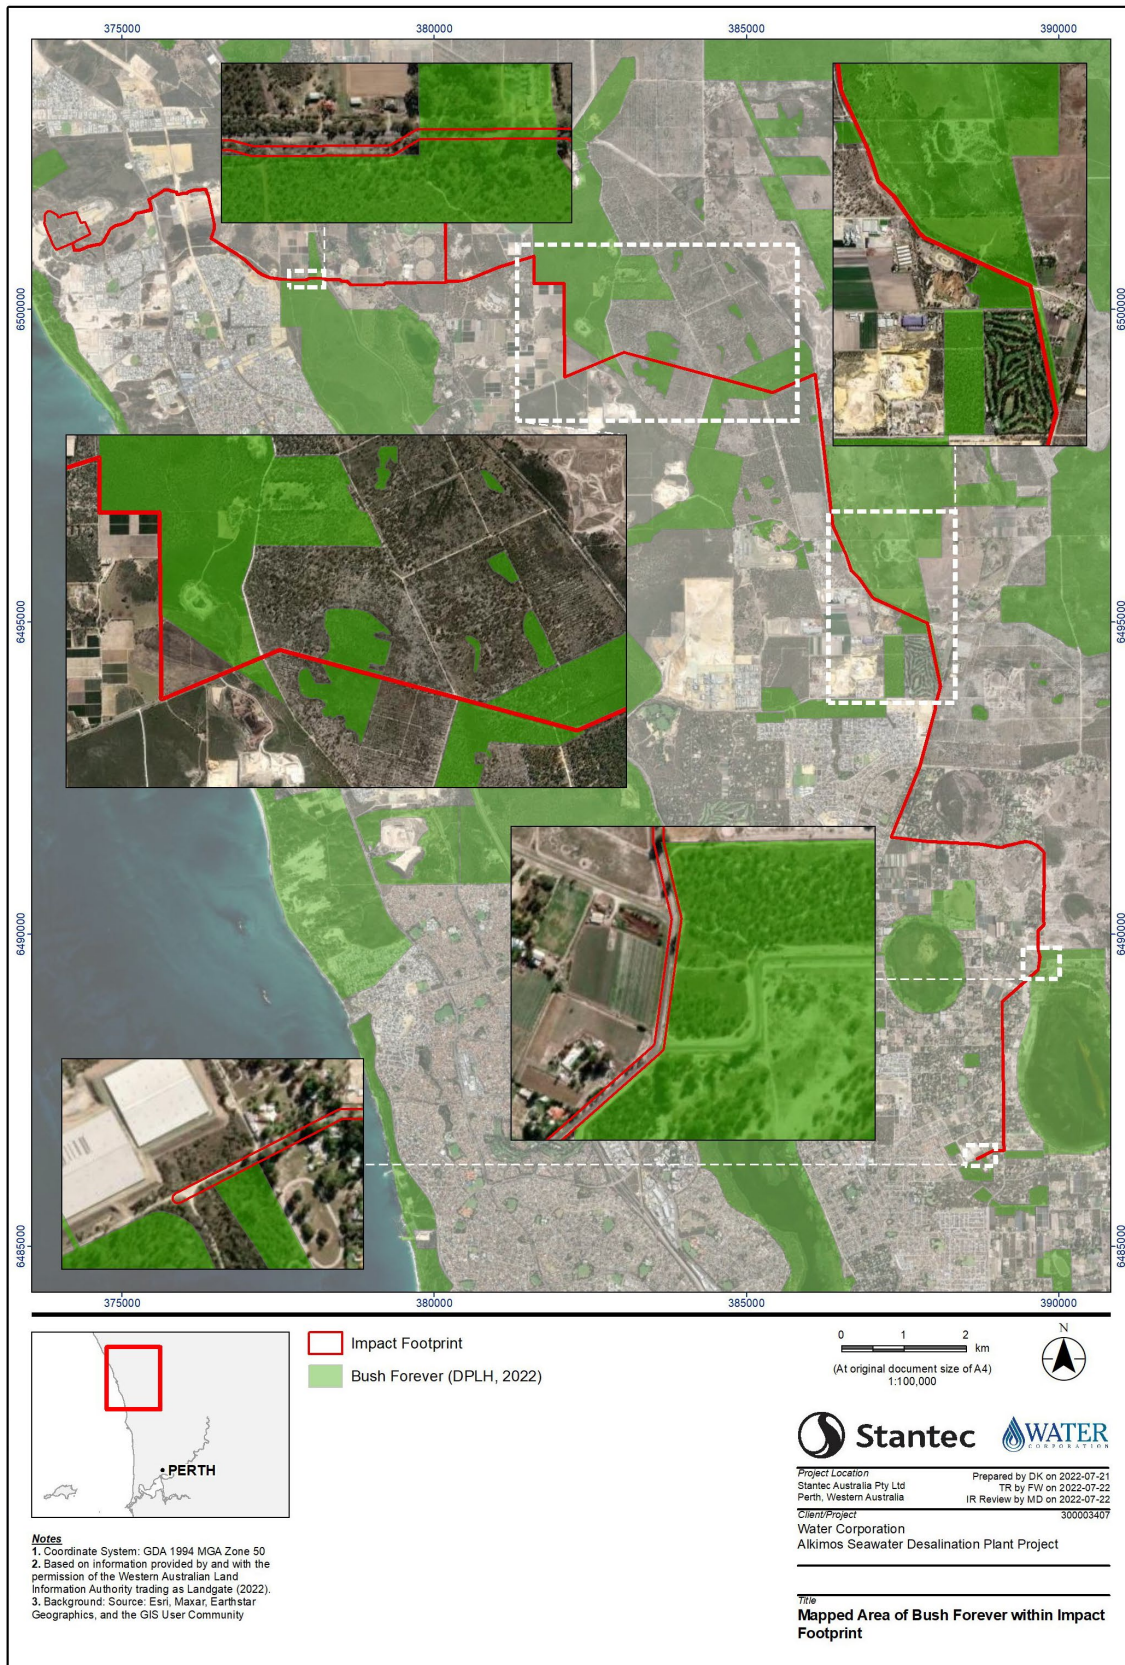 375000
380000
385000
390000
6500000
6500000
6495000
6495000
6490000
6490000
6485000
6485000
375000
380000
385000
390000
PERTH
Impact Footprint
Bush Forever (DPLH, 2022)
0 1 2
km
(At original document size of A4)
1:100,000
N
Stantec
WATER
CORPORATION
Project Location
Stantec Australia Pty Ltd
Perth, Western Australia
Prepared by DK on 2022-07-21
TR by FW on 2022-07-22
IR Review by MD on 2022-07-22
Client/Project
300003407
Water Corporation
Alkimos Seawater Desalination Plant Project
Title
Mapped Area of Bush Forever within Impact
Footprint
Notes
1. Coordinate System: GDA 1994 MGA Zone 50
2. Based on information provided by and with the
permission of the Western Australian Land
Information Authority trading as Landgate (2022).
3. Background: Source: Esri, Maxar, Earthstar
Geographics, and the GIS User Community